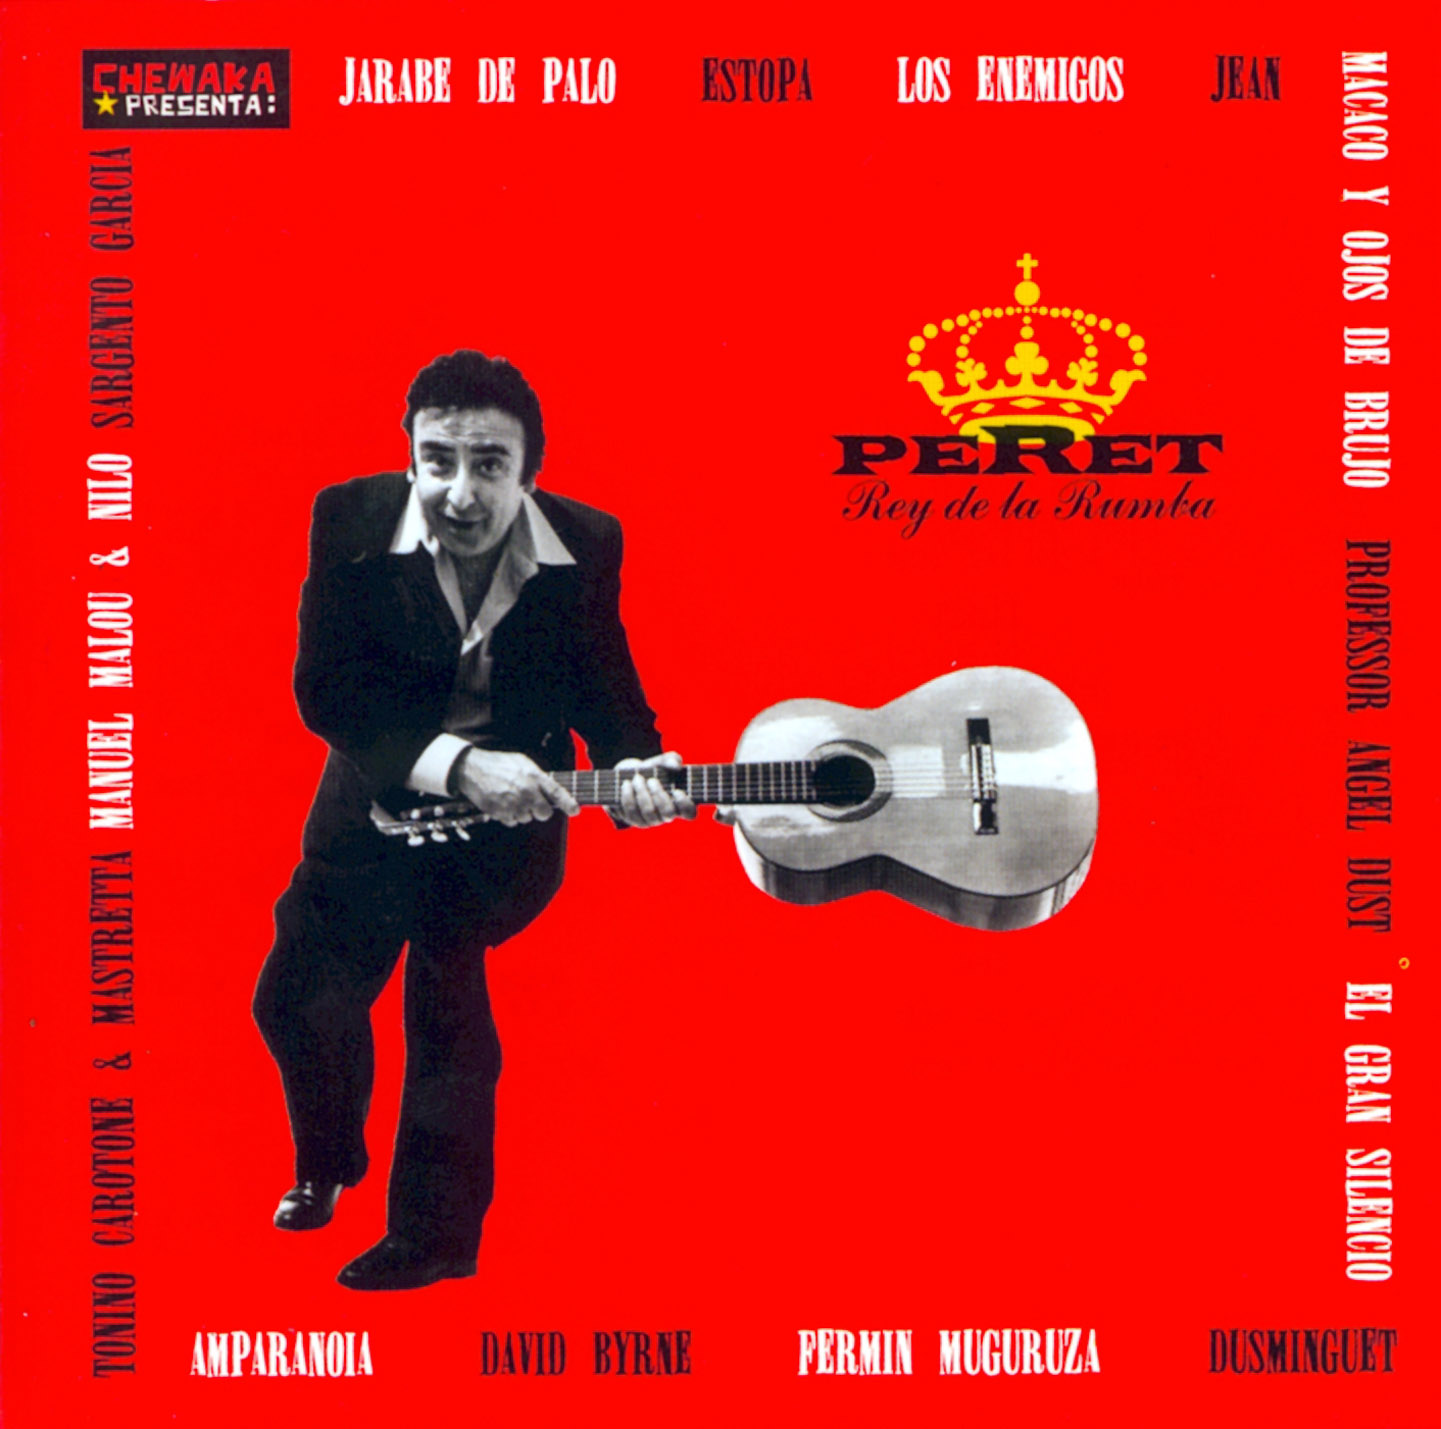 CHEWAKA
PRESENTA:
JARABE DE PALO
ESTOPA
LOS ENEMIGOS
JEAN
MACACO Y OJOS DE BRUJO
PROFESSOR ANGEL DUST
EL GRAN SILENCIO
PERET
Rey de la Rumba
SARGENTO GARCIA
MANUEL MALOU & NILO
TONINO CAROTONE & MASTRETTA
AMPARANOIA
DAVID BYRNE
FERMIN MUGURUZA
DUSMINGUET